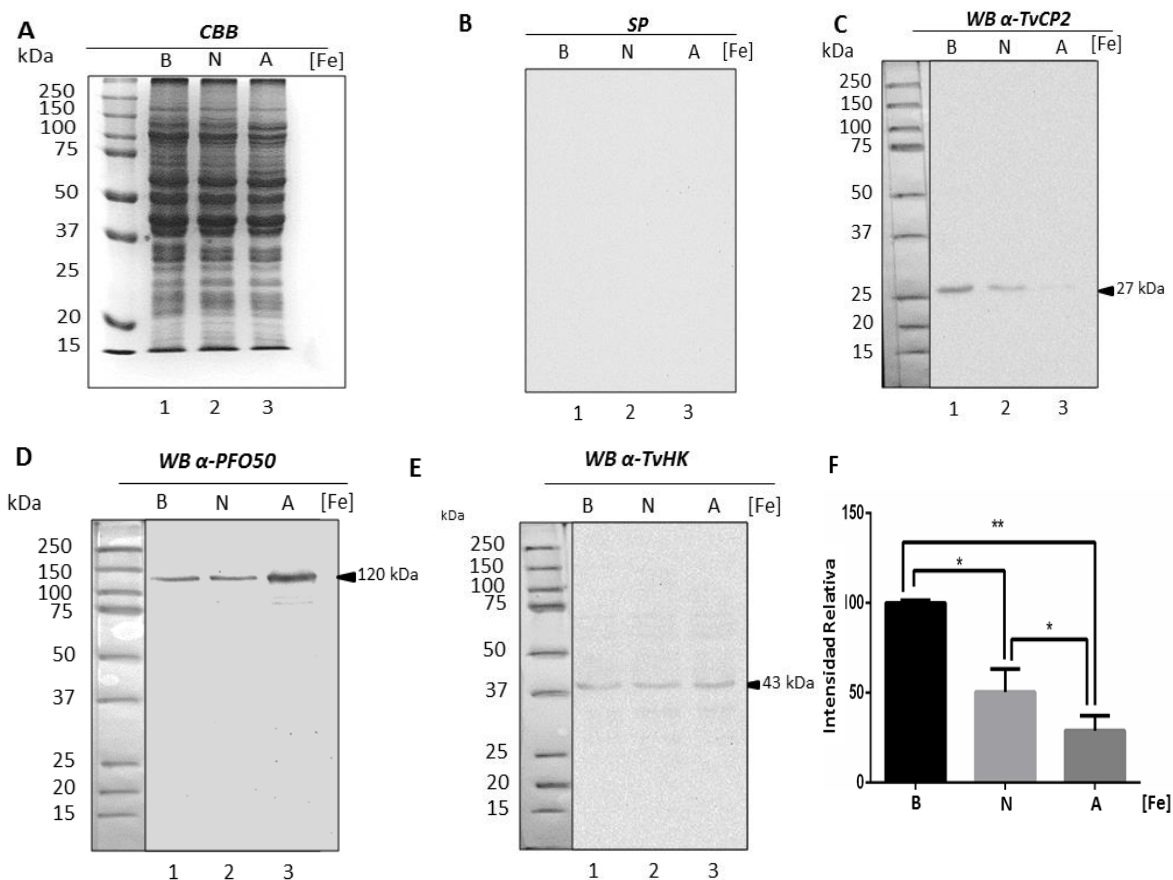 A
CBB
kDa
B N A [Fe]
250
150
100
75
50
37
25
20
15
1 2 3
B
SP
B N A [Fe]
1 2 3
C
WB α-TvCP2
kDa
B N A [Fe]
250
150
100
75
50
37
25
20
15
27 kDa
1 2 3
D
WB α-PFO50
kDa
B N A [Fe]
250
150
100
75
50
37
25
20
15
120 kDa
1 2 3
E
WB α-TvHK
kDa
B N A [Fe]
250
150
100
75
50
37
25
20
15
43 kDa
1 2 3
F
Intensidad Relativa
150
100
50
0
**
*
*
B N A [Fe]